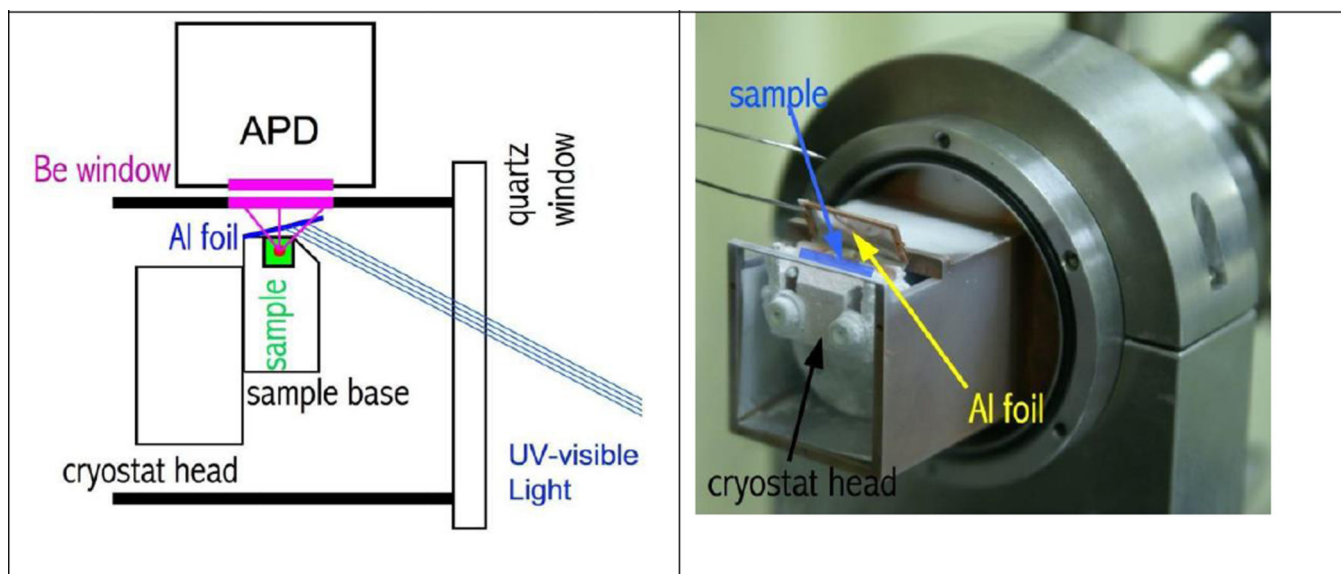 APD
Be window
Al foil
sample
sample base
cryostat head
quartz
window
UV-visible
Light
sample
Al foil
cryostat head